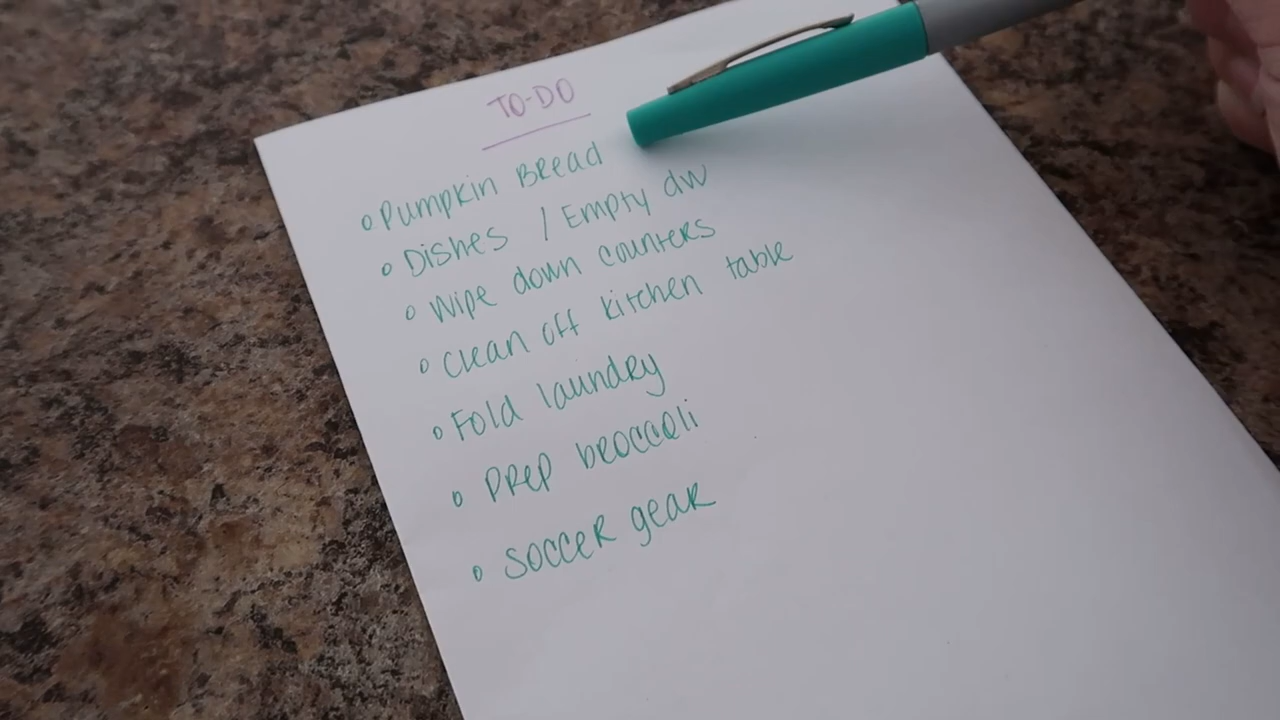 TO-DO
o Pumpkin Bread
o Dishes / Empty dw
o Wipe down counters
o Clean off kitchen table
o Fold laundry
o Prep broccoli
o Soccer gear